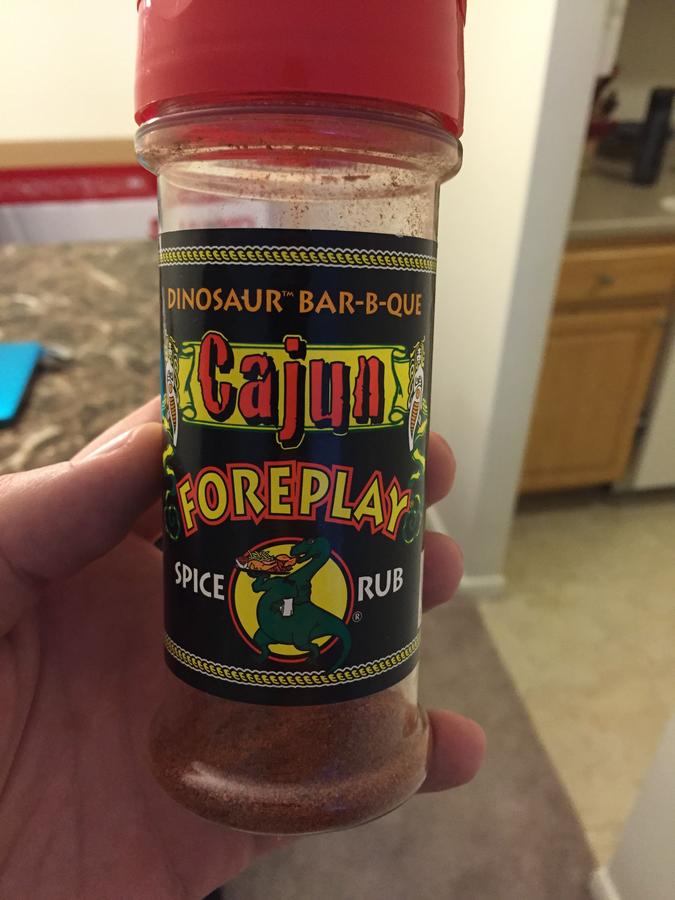 DINOSAUR™ BAR-B-QUE
Cajun
FOREPLAY
SPICE RUB
®